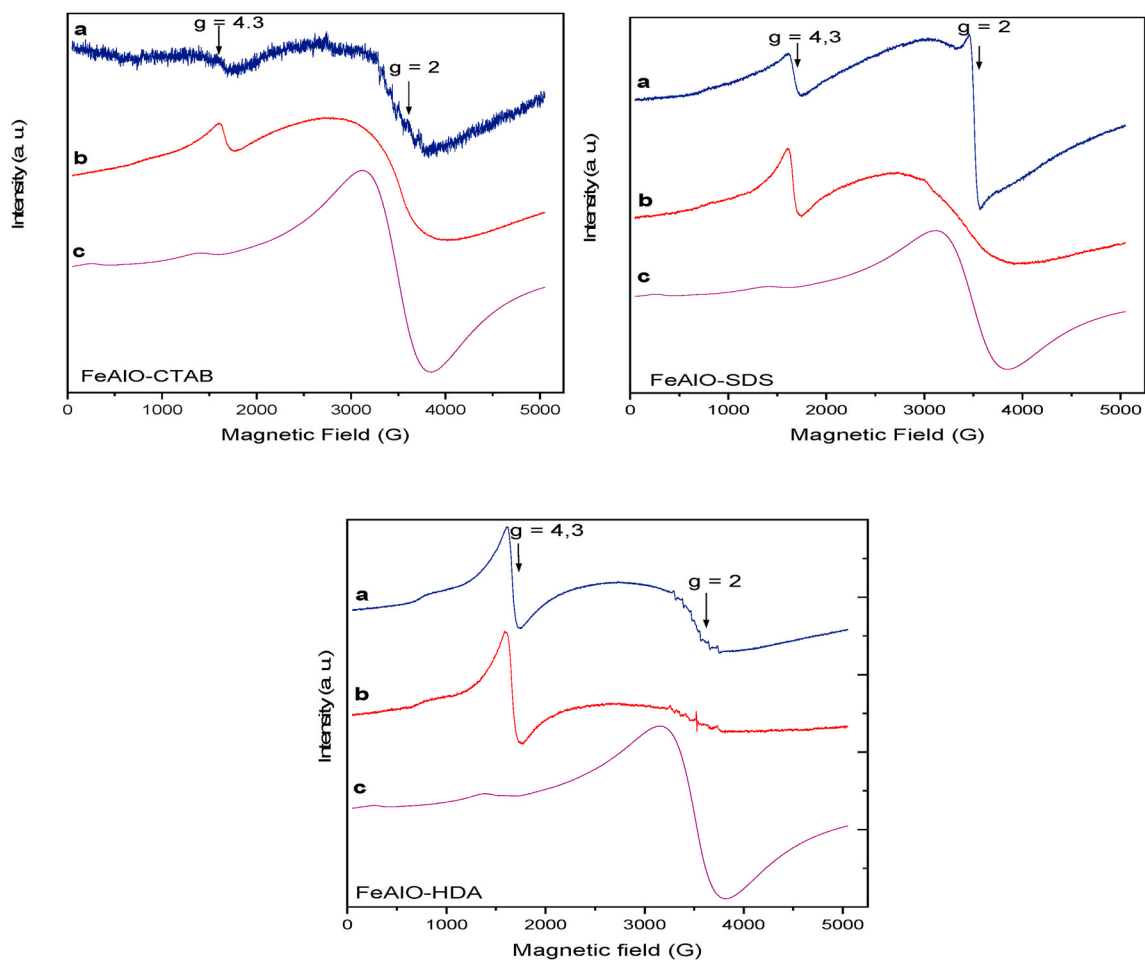 a
g = 4.3
g = 2
b
c
FeAlO-CTAB
Intensity (a. u.)
0 1000 2000 3000 4000 5000
Magnetic Field (G)
a
g = 4,3
g = 2
b
c
FeAlO-SDS
Intensity (a. u.)
0 1000 2000 3000 4000 5000
Magnetic Field (G)
g = 4,3
a
g = 2
b
c
FeAlO-HDA
Intensity (a. u.)
0 1000 2000 3000 4000 5000
Magnetic field (G)